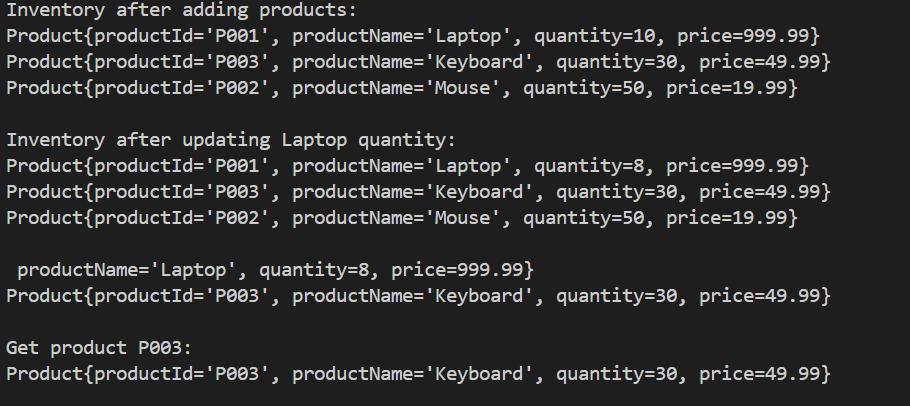 Inventory after adding products:
Product{productId='P001', productName='Laptop', quantity=10, price=999.99}
Product{productId='P003', productName='Keyboard', quantity=30, price=49.99}
Product{productId='P002', productName='Mouse', quantity=50, price=19.99}

Inventory after updating Laptop quantity:
Product{productId='P001', productName='Laptop', quantity=8, price=999.99}
Product{productId='P003', productName='Keyboard', quantity=30, price=49.99}
Product{productId='P002', productName='Mouse', quantity=50, price=19.99}

 productName='Laptop', quantity=8, price=999.99}
Product{productId='P003', productName='Keyboard', quantity=30, price=49.99}

Get product P003:
Product{productId='P003', productName='Keyboard', quantity=30, price=49.99}